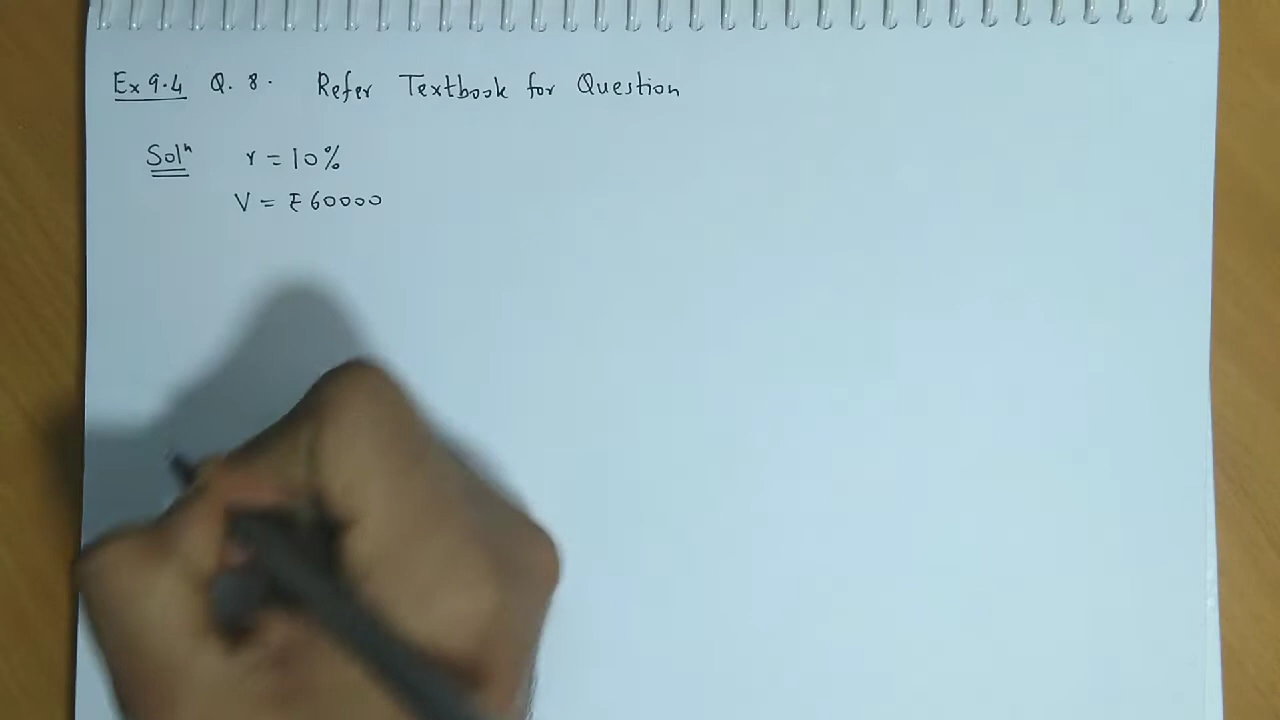 Ex 9.4 Q. 8. Refer Textbook for Question
Solⁿ r = 10%
V = ₹60000